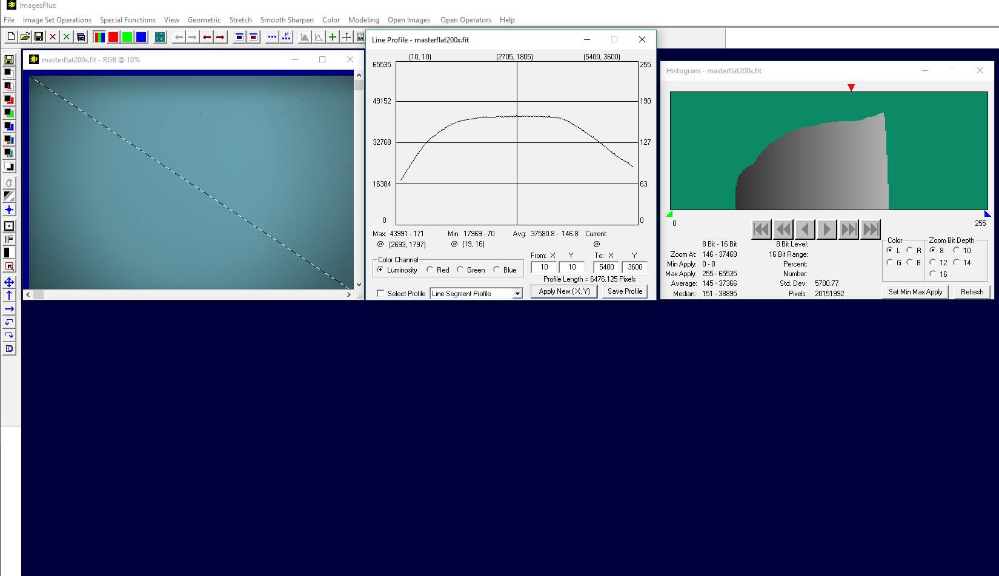 ImagesPlus
File Image Set Operations Special Functions View Geometric Stretch Smooth Sharpen Color Modeling Open Images Open Operators Help
P
masterflat200x.fit - RGB @ 10%
Line Profile - masterflat200x.fit
(10, 10) (2705, 1805) (5400, 3600)
65535 255
49152 190
32768 127
16384 63
0 0
Max: 43991 - 171 Min: 17969 - 70 Avg: 37580.8 - 146.8 Current:
@ (2693, 1797) @ (19, 16) @
From: X Y To: X Y
Color Channel
10 10 5400 3600
Luminosity Red Green Blue
Profile Length = 6476.125 Pixels
Select Profile Line Segment Profile Apply New ( X, Y ) Save Profile
Histogram - masterflat200x.fit
0 255
8 Bit - 16 Bit 8 Bit Level:
Zoom At: 146 - 37469 16 Bit Range:
Min Apply: 0 - 0 Percent:
Max Apply: 255 - 65535 Number:
Average: 145 - 37366 Std. Dev: 5700.77
Median: 151 - 38895 Pixels: 20151992
Color Zoom Bit Depth
L R 8 10
G B 12 14
16
Set Min Max Apply Refresh